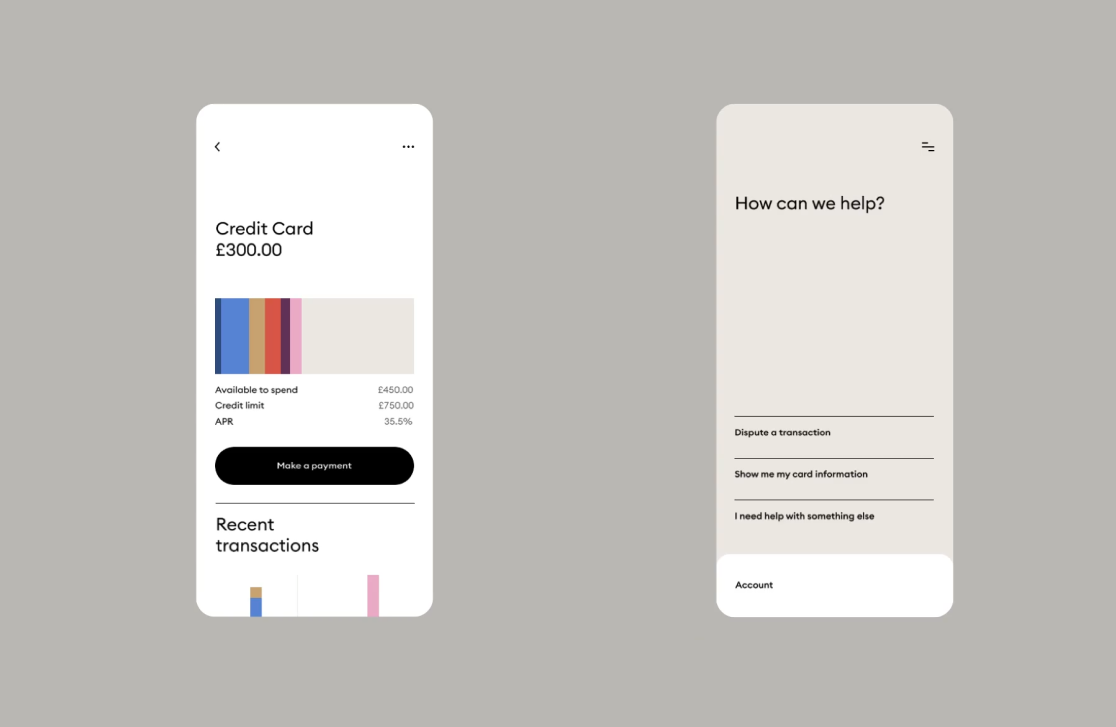 Credit Card
£300.00
Available to spend £450.00
Credit limit £750.00
APR 35.5%
Make a payment
Recent
transactions
How can we help?
Dispute a transaction
Show me my card information
I need help with something else
Account